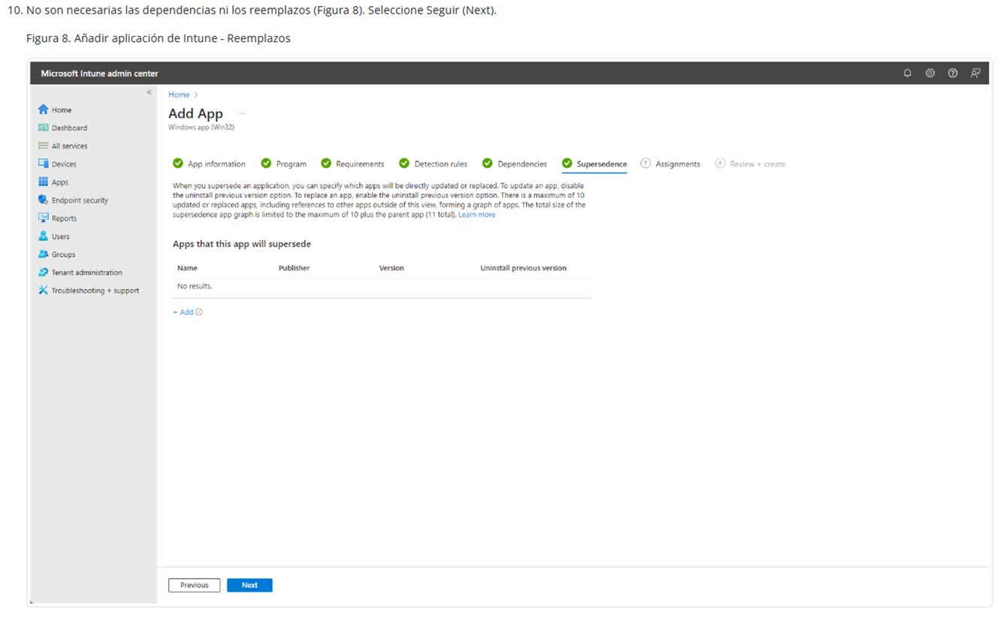 10. No son necesarias las dependencias ni los reemplazos (Figura 8). Seleccione Seguir (Next).
Figura 8. Añadir aplicación de Intune - Reemplazos
Microsoft Intune admin center
«
Home
Dashboard
All services
Devices
Apps
Endpoint security
Reports
Users
Groups
Tenant administration
Troubleshooting + support
Home >
Add App ...
Windows app (Win32)
App information Program Requirements Detection rules Dependencies Supersedence 7 Assignments 8 Review + create
When you supersede an application, you can specify which apps will be directly updated or replaced. To update an app, disable
the uninstall previous version option. To replace an app, enable the uninstall previous version option. There is a maximum of 10
updated or replaced apps, including references to other apps outside of this view, forming a graph of apps. The total size of the
supersedence app graph is limited to the maximum of 10 plus the parent app (11 total). Learn more
Apps that this app will supersede
Name Publisher Version Uninstall previous version
No results.
+ Add
Previous Next